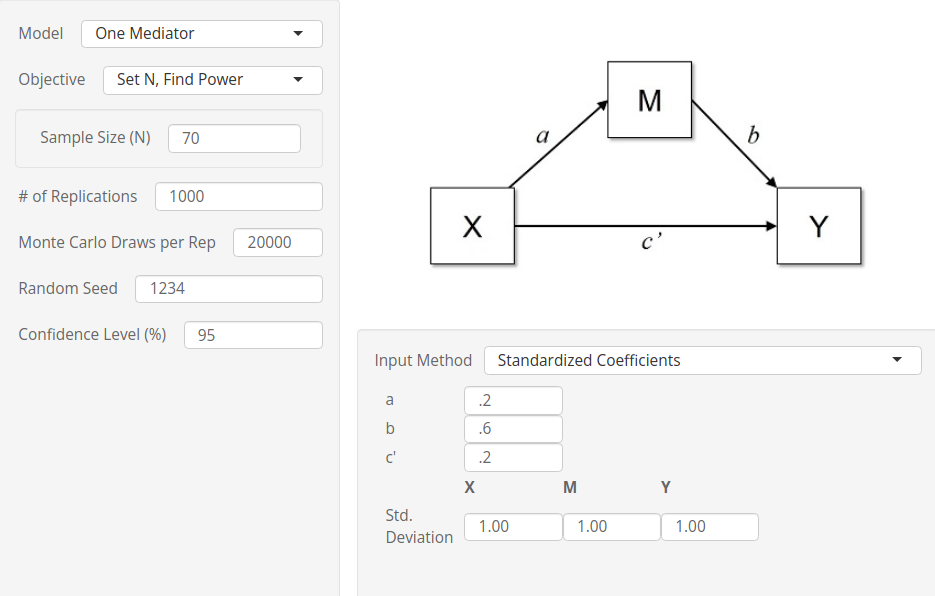 Model One Mediator
Objective Set N, Find Power
Sample Size (N) 70
# of Replications 1000
Monte Carlo Draws per Rep 20000
Random Seed 1234
Confidence Level (%) 95
M
a
b
X
Y
c’
Input Method Standardized Coefficients
a .2
b .6
c' .2
X M Y
Std.
Deviation 1.00 1.00 1.00